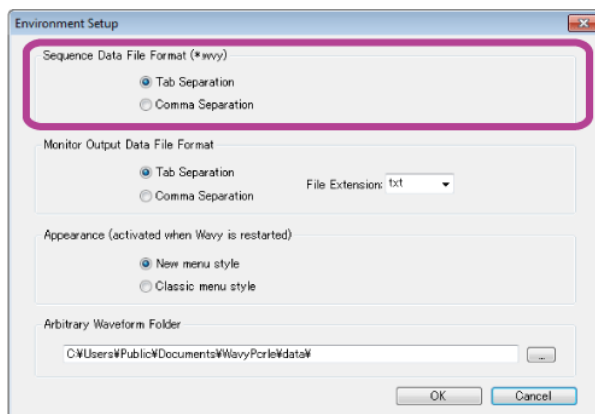 Environment Setup
Sequence Data File Format (*.wvy)
Tab Separation
Comma Separation
Monitor Output Data File Format
Tab Separation
File Extension: txt
Comma Separation
Appearance (activated when Wavy is restarted)
New menu style
Classic menu style
Arbitrary Waveform Folder
C:¥Users¥Public¥Documents¥WavyPcrle¥data¥
...
OK Cancel